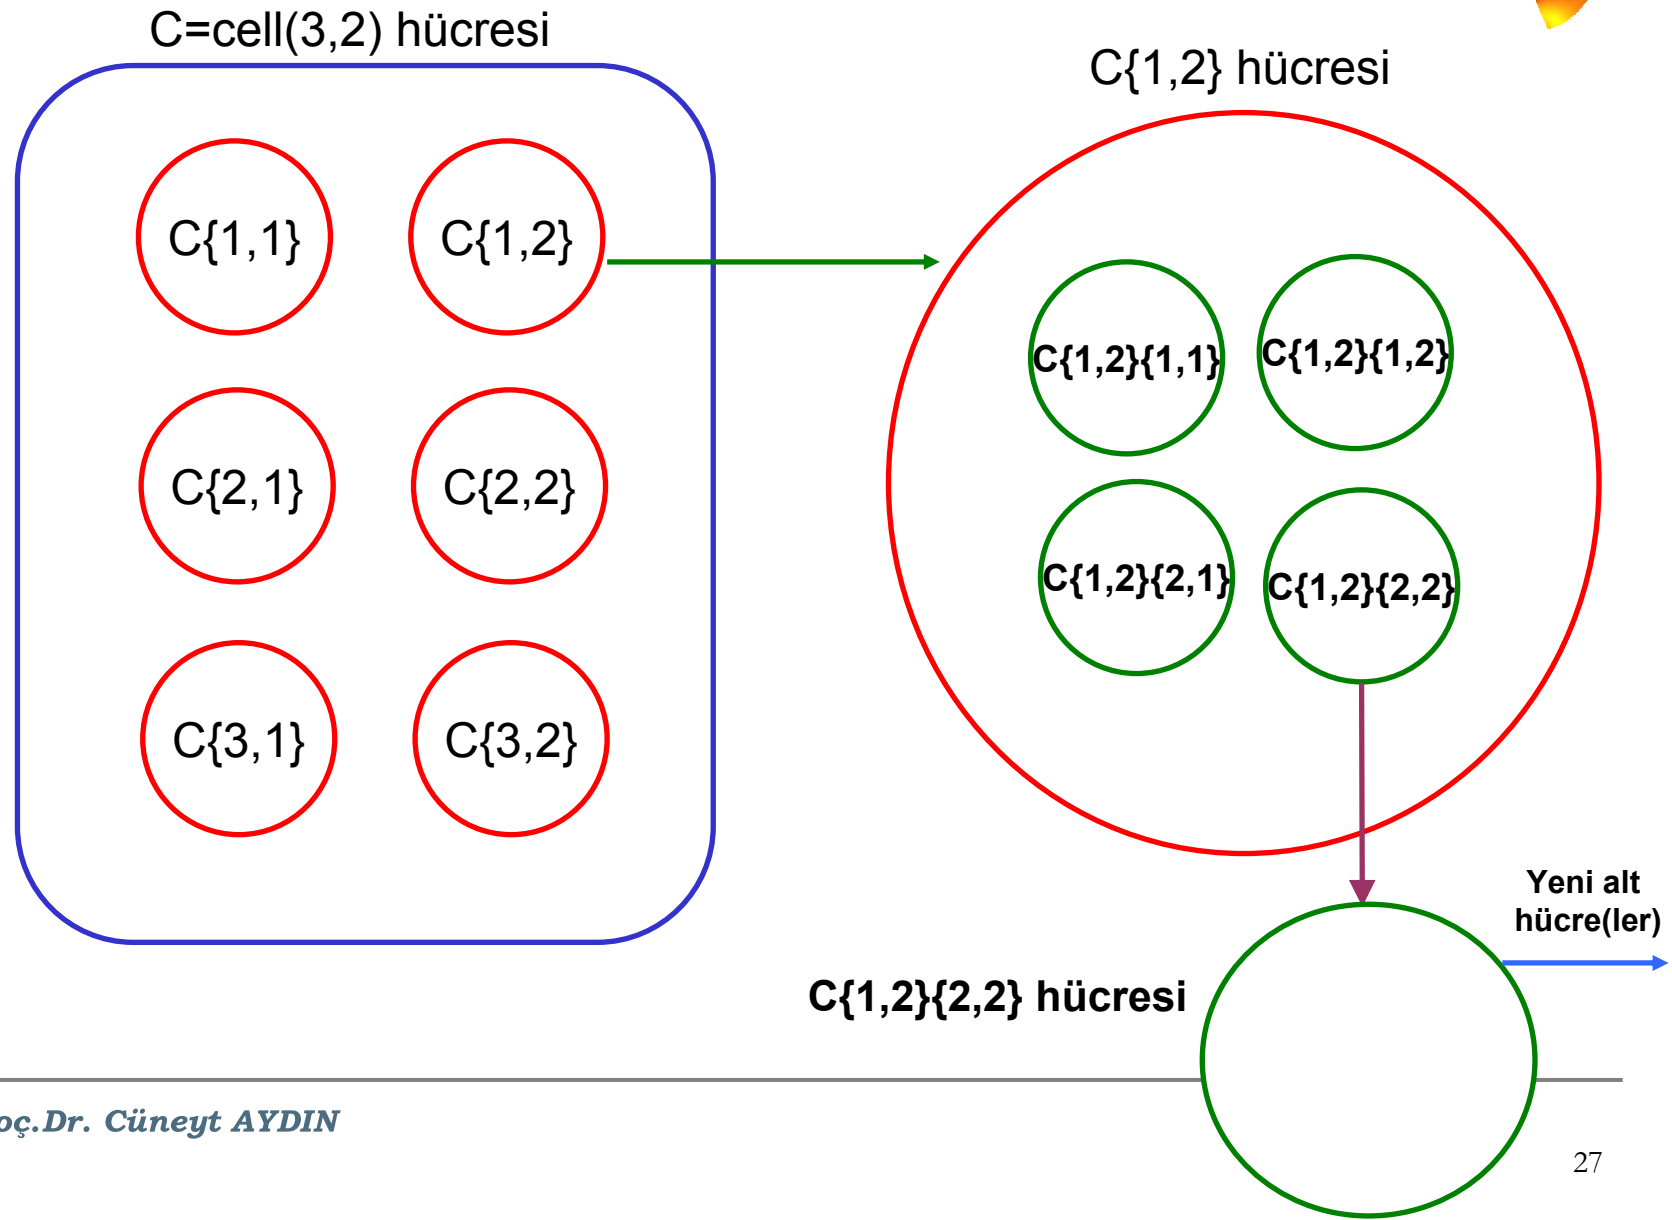 C=cell(3,2) hücresi
C{1,2} hücresi
C{1,1} C{1,2}
C{2,1} C{2,2}
C{3,1} C{3,2}
C{1,2}{1,1} C{1,2}{1,2}
C{1,2}{2,1} C{1,2}{2,2}
Yeni alt
hücre(ler)
C{1,2}{2,2} hücresi
oç.Dr. Cüneyt AYDIN
27